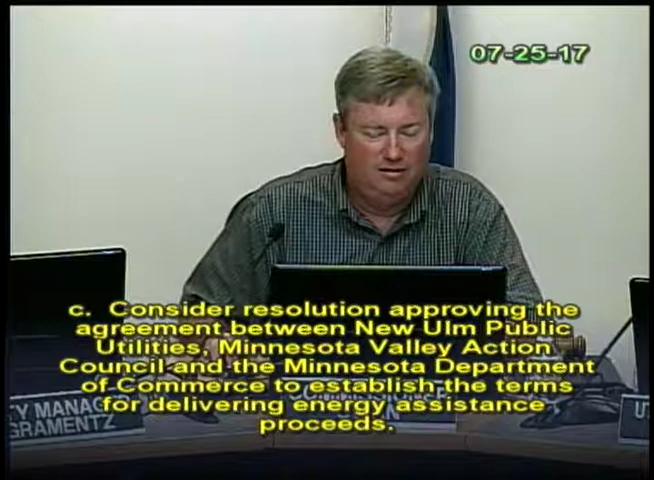 07-25-17
c. Consider resolution approving the
agreement between New Ulm Public
Utilities, Minnesota Valley Action
Council and the Minnesota Department
of Commerce to establish the terms
for delivering energy assistance
proceeds.
GRAMENTZ